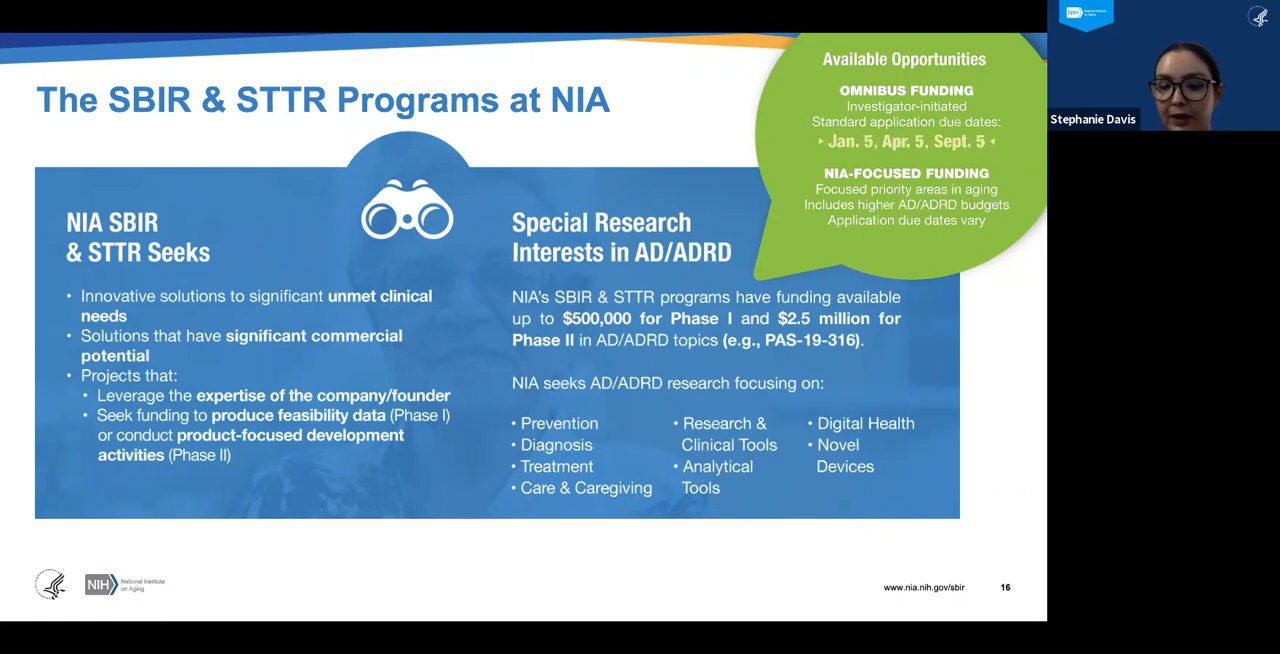 The SBIR & STTR Programs at NIA
Available Opportunities
OMNIBUS FUNDING
Investigator-initiated
Standard application due dates:
Jan. 5, Apr. 5, Sept. 5
NIA-FOCUSED FUNDING
Focused priority areas in aging
Includes higher AD/ADRD budgets
Application due dates vary
NIA SBIR
& STTR Seeks
• Innovative solutions to significant unmet clinical
needs
• Solutions that have significant commercial
potential
• Projects that:
• Leverage the expertise of the company/founder
• Seek funding to produce feasibility data (Phase I)
or conduct product-focused development
activities (Phase II)
Special Research
Interests in AD/ADRD
NIA's SBIR & STTR programs have funding available
up to $500,000 for Phase I and $2.5 million for
Phase II in AD/ADRD topics (e.g., PAS-19-316).
NIA seeks AD/ADRD research focusing on:
• Prevention
• Diagnosis
• Treatment
• Care & Caregiving
• Research &
Clinical Tools
• Analytical
Tools
• Digital Health
• Novel
Devices
NIH
National Institute
on Aging
www.nia.nih.gov/sbir
16
NIH
National Institute
on Aging
Stephanie Davis